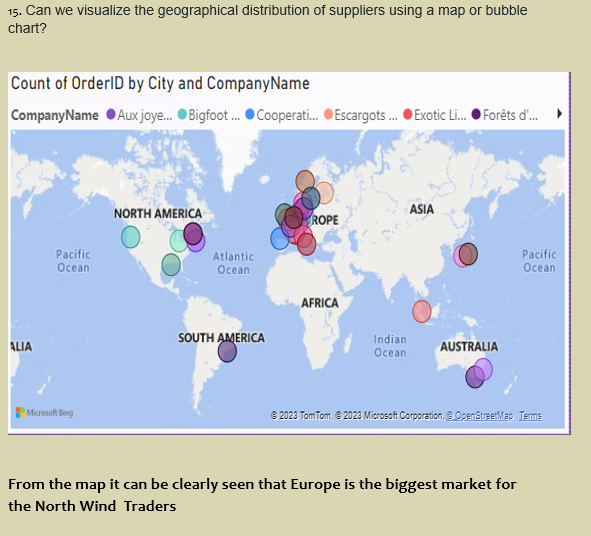 15. Can we visualize the geographical distribution of suppliers using a map or bubble
chart?
Count of OrderID by City and CompanyName
CompanyName Aux joye... Bigfoot ... Cooperati... Escargots ... Exotic Li... Forêts d'...
NORTH AMERICA
ROPE
ASIA
Pacific
Ocean
Atlantic
Ocean
Pacific
Ocean
AFRICA
SOUTH AMERICA
Indian
Ocean
ALIA
AUSTRALIA
Microsoft Bing
© 2023 TomTom, © 2023 Microsoft Corporation, © OpenStreetMap Terms
From the map it can be clearly seen that Europe is the biggest market for
the North Wind Traders